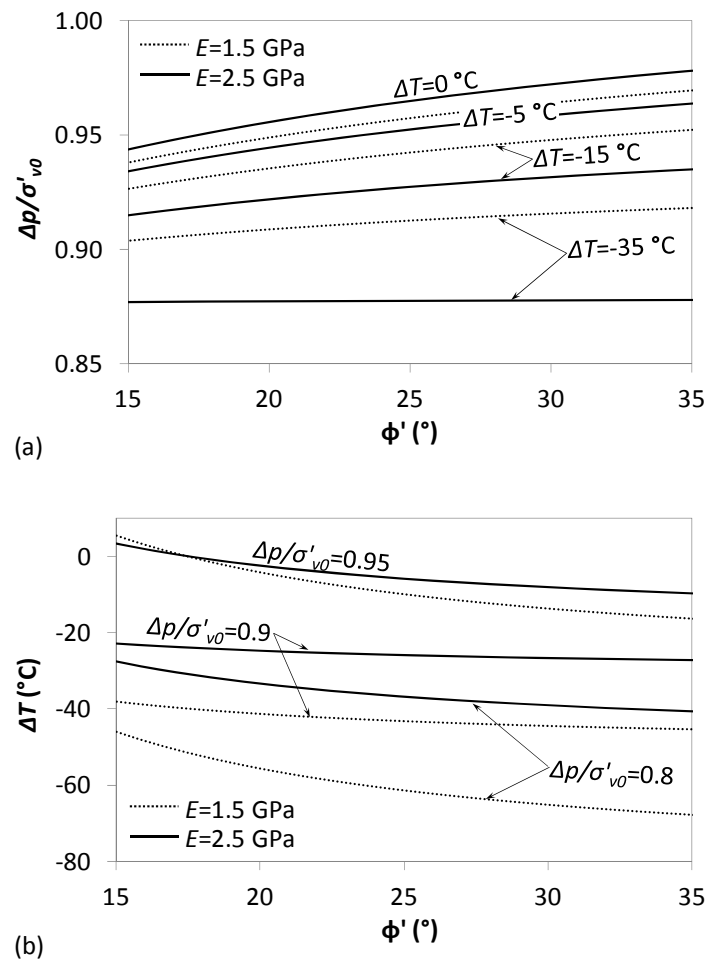 1.00
E=1.5 GPa
E=2.5 GPa
ΔT=0 °C
ΔT=-5 °C
0.95
ΔT=-15 °C
Δp/σ'v0
0.90
ΔT=-35 °C
0.85
15 20 25 30 35
ϕ' (°)
(a)
0
Δp/σ'v0=0.95
-20
Δp/σ'v0=0.9
ΔT (°C)
-40
Δp/σ'v0=0.8
-60
E=1.5 GPa
E=2.5 GPa
-80
15 20 25 30 35
ϕ' (°)
(b)